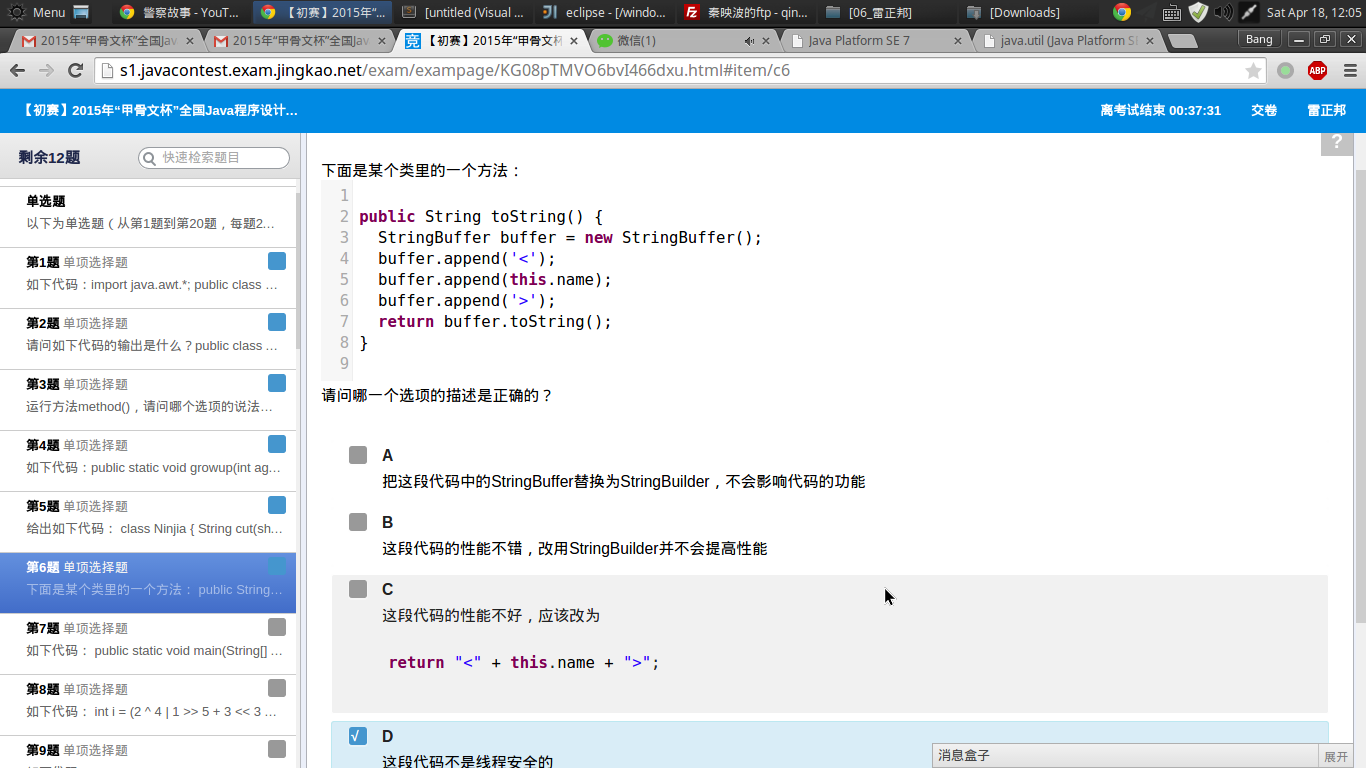 Menu 警察故事 - YouT... 【初赛】2015年“... [untitled (Visual ... eclipse - [/windo... 秦映波的ftp - qin... [06_雷正邦] [Downloads] Sat Apr 18, 12:05
2015年“甲骨文杯”全国Jav 2015年“甲骨文杯”全国Jav 【初赛】2015年“甲骨文杯 微信(1) Java Platform SE 7 java.util (Java Platform SE Bang
s1.javacontest.exam.jingkao.net/exam/exampage/KG08pTMVO6bvI466dxu.html#item/c6 ABP
【初赛】2015年“甲骨文杯”全国Java程序设计... 离考试结束 00:37:31 交卷 雷正邦
剩余12题 快速检索题目 ?
单选题
以下为单选题（从第1题到第20题，每题2...
第1题 单项选择题
如下代码：import java.awt.*; public class ...
第2题 单项选择题
请问如下代码的输出是什么？public class ...
第3题 单项选择题
运行方法method()，请问哪个选项的说法...
第4题 单项选择题
如下代码：public static void growup(int ag...
第5题 单项选择题
给出如下代码： class Ninjia { String cut(sh...
第6题 单项选择题
下面是某个类里的一个方法： public String...
第7题 单项选择题
如下代码： public static void main(String[] ...
第8题 单项选择题
如下代码： int i = (2 ^ 4 | 1 >> 5 + 3 << 3 ...
第9题 单项选择题
下面是某个类里的一个方法：
1
2 public String toString() {
3 StringBuffer buffer = new StringBuffer();
4 buffer.append('<');
5 buffer.append(this.name);
6 buffer.append('>');
7 return buffer.toString();
8 }
9
请问哪一个选项的描述是正确的？
A
把这段代码中的StringBuffer替换为StringBuilder，不会影响代码的功能
B
这段代码的性能不错，改用StringBuilder并不会提高性能
C
这段代码的性能不好，应该改为
return "<" + this.name + ">";
√ D
这段代码不是线程安全的
消息盒子 展开